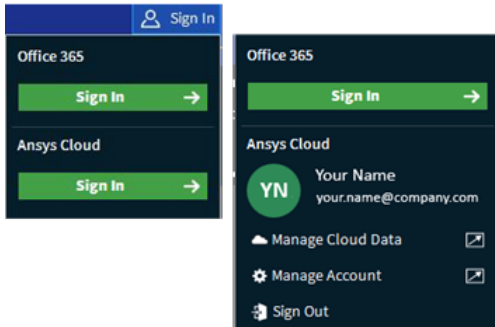 Sign In
Office 365
Sign In
Ansys Cloud
Sign In
Office 365
Sign In
Ansys Cloud
YN
Your Name
your.name@company.com
Manage Cloud Data
Manage Account
Sign Out